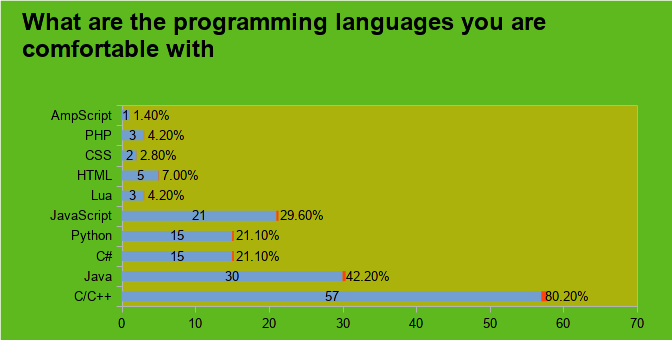 What are the programming languages you are
comfortable with
AmpScript 1 1.40%
PHP 3 4.20%
CSS 2 2.80%
HTML 5 7.00%
Lua 3 4.20%
JavaScript 21 29.60%
Python 15 21.10%
C# 15 21.10%
Java 30 42.20%
C/C++ 57 80.20%
0 10 20 30 40 50 60 70